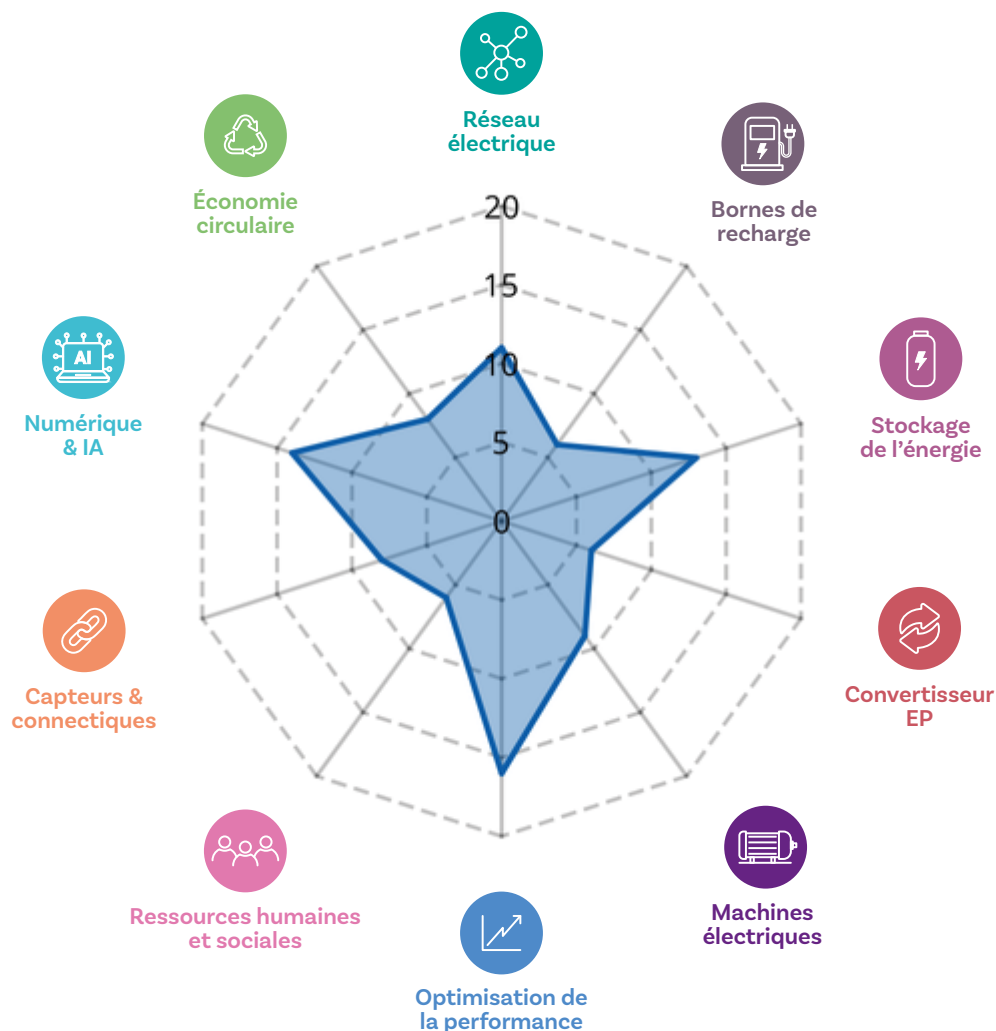 Réseau
électrique
Économie
circulaire
Bornes de
recharge
20
15
10
5
0
AI
Numérique
& IA
Stockage
de l’énergie
Capteurs &
connectiques
Convertisseur
EP
Ressources humaines
et sociales
Machines
électriques
Optimisation de
la performance